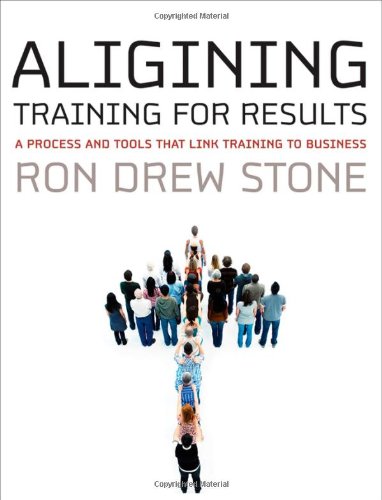 Copyrighted Material
ALIGINING
TRAINING FOR RESULTS
A PROCESS AND TOOLS THAT LINK TRAINING TO BUSINESS
RON DREW STONE
Copyrighted Material